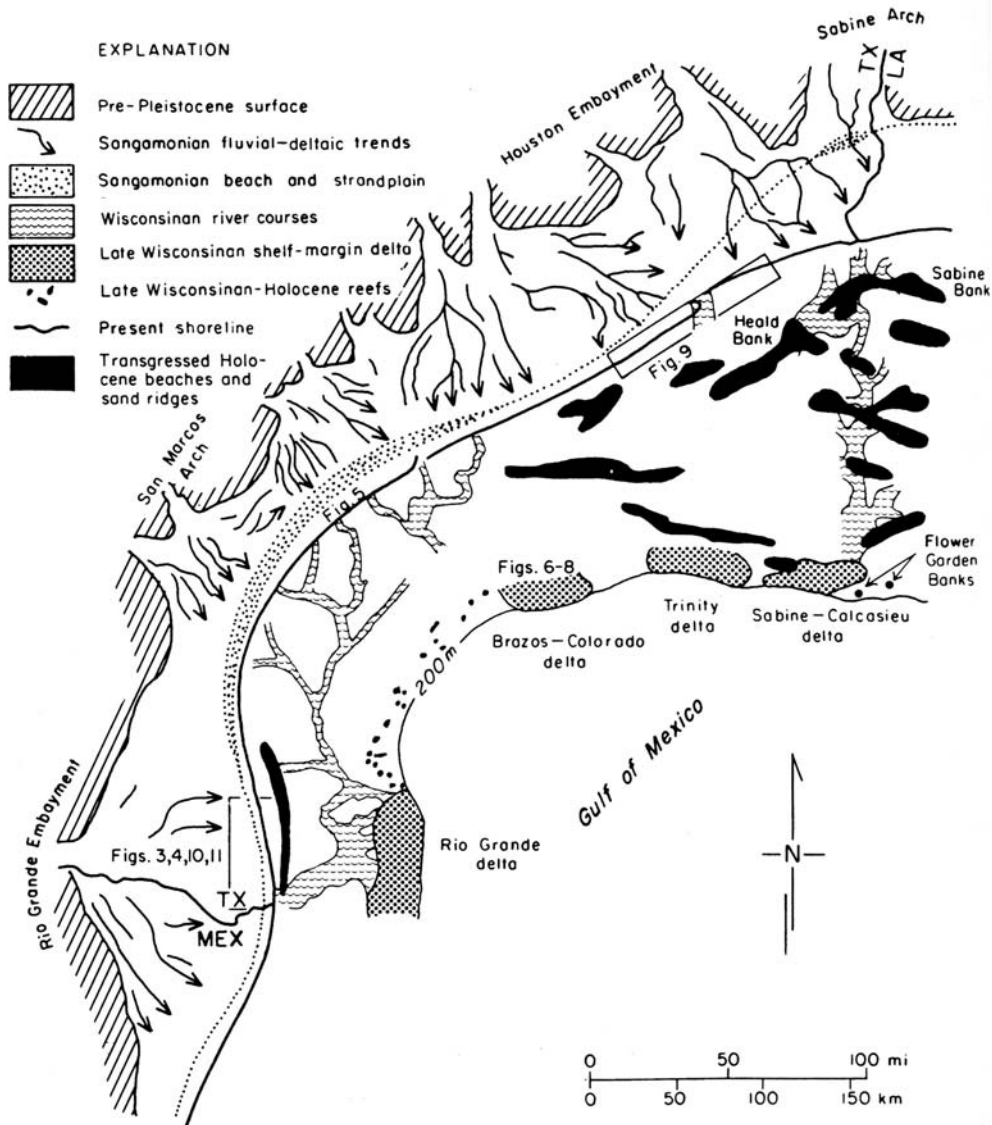 EXPLANATION
Pre-Pleistocene surface
Sangamonian fluvial-deltaic trends
Sangamonian beach and strandplain
Wisconsinan river courses
Late Wisconsinan shelf-margin delta
Late Wisconsinan-Holocene reefs
Present shoreline
Transgressed Holo-
cene beaches and
sand ridges
Sabine Arch
TX
LA
Houston Embayment
Sabine
Bank
Heald
Bank
Fig. 9
San Marcos
Arch
Fig. 5
Flower
Garden
Banks
Figs. 6-8
Trinity
delta
Sabine-Calcasieu
delta
Brazos-Colorado
delta
200m
Gulf of Mexico
Rio Grande Embayment
Figs. 3,4,10,11
TX
MEX
Rio Grande
delta
N
0 50 100 mi
0 50 100 150 km